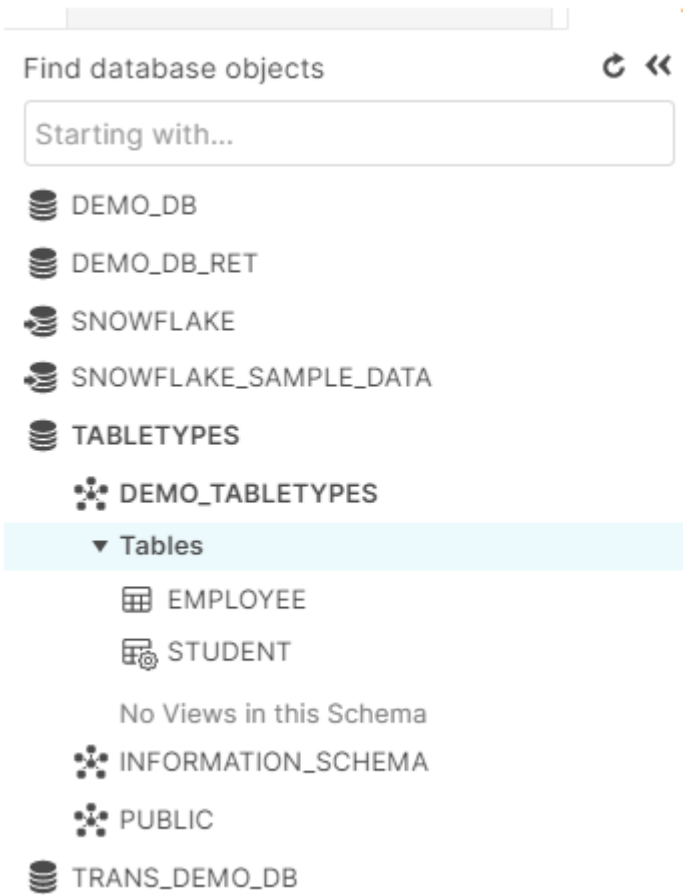 Find database objects
Starting with...
DEMO_DB
DEMO_DB_RET
SNOWFLAKE
SNOWFLAKE_SAMPLE_DATA
TABLETYPES
DEMO_TABLETYPES
Tables
EMPLOYEE
STUDENT
No Views in this Schema
INFORMATION_SCHEMA
PUBLIC
TRANS_DEMO_DB